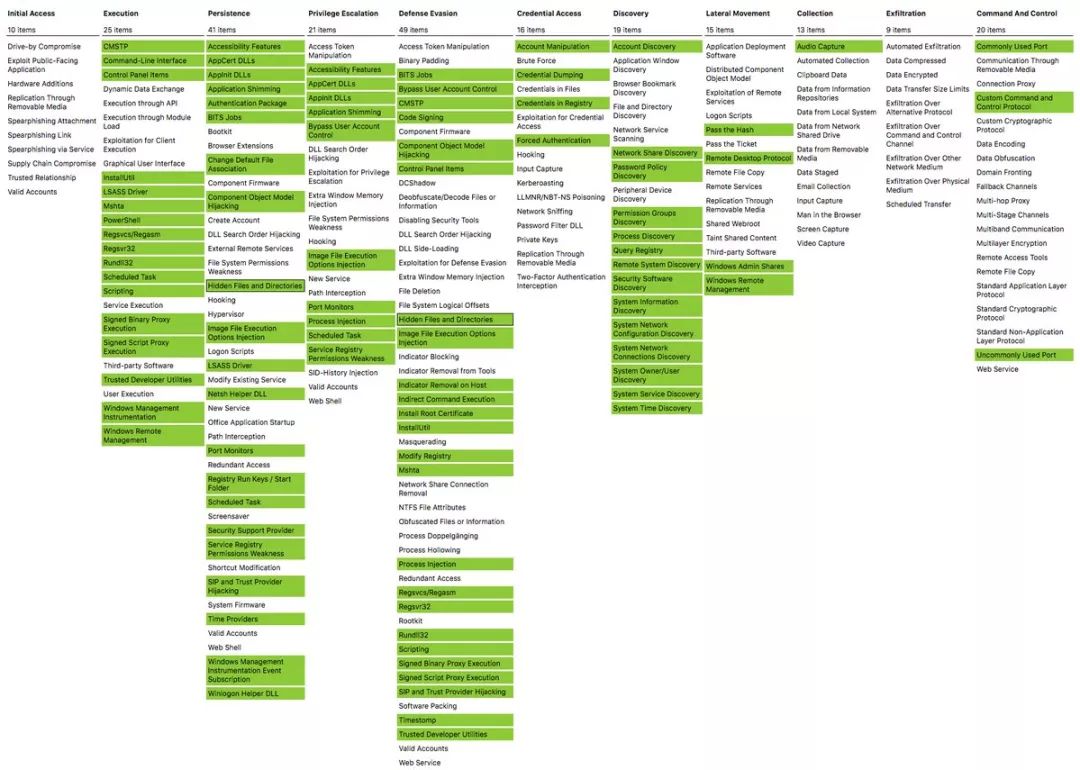 Initial Access
10 items
Drive-by Compromise
Exploit Public-Facing
Application
Hardware Additions
Replication Through
Removable Media
Spearphishing Attachment
Spearphishing Link
Spearphishing via Service
Supply Chain Compromise
Trusted Relationship
Valid Accounts
Execution
25 items
CMSTP
Command-Line Interface
Control Panel Items
Dynamic Data Exchange
Execution through API
Execution through Module
Load
Exploitation for Client
Execution
Graphical User Interface
InstallUtil
LSASS Driver
Mshta
PowerShell
Regsvcs/Regasm
Regsvr32
Rundll32
Scheduled Task
Scripting
Service Execution
Signed Binary Proxy
Execution
Signed Script Proxy
Execution
Third-party Software
Trusted Developer Utilities
User Execution
Windows Management
Instrumentation
Windows Remote
Management
Persistence
41 items
Accessibility Features
AppCert DLLs
AppInit DLLs
Application Shimming
Authentication Package
BITS Jobs
Bootkit
Browser Extensions
Change Default File
Association
Component Firmware
Component Object Model
Hijacking
Create Account
DLL Search Order Hijacking
External Remote Services
File System Permissions
Weakness
Hidden Files and Directories
Hooking
Hypervisor
Image File Execution
Options Injection
Logon Scripts
LSASS Driver
Modify Existing Service
Netsh Helper DLL
New Service
Office Application Startup
Path Interception
Port Monitors
Redundant Access
Registry Run Keys / Start
Folder
Scheduled Task
Screensaver
Security Support Provider
Service Registry
Permissions Weakness
Shortcut Modification
SIP and Trust Provider
Hijacking
System Firmware
Time Providers
Valid Accounts
Web Shell
Windows Management
Instrumentation Event
Subscription
Winlogon Helper DLL
Privilege Escalation
21 items
Access Token
Manipulation
Accessibility Features
AppCert DLLs
AppInit DLLs
Application Shimming
Bypass User Account
Control
DLL Search Order
Hijacking
Exploitation for Privilege
Escalation
Extra Window Memory
Injection
File System Permissions
Weakness
Hooking
Image File Execution
Options Injection
New Service
Path Interception
Port Monitors
Process Injection
Scheduled Task
Service Registry
Permissions Weakness
SID-History Injection
Valid Accounts
Web Shell
Defense Evasion
49 items
Access Token Manipulation
Binary Padding
BITS Jobs
Bypass User Account Control
CMSTP
Code Signing
Component Firmware
Component Object Model
Hijacking
Control Panel Items
DCShadow
Deobfuscate/Decode Files or
Information
Disabling Security Tools
DLL Search Order Hijacking
DLL Side-Loading
Exploitation for Defense Evasion
Extra Window Memory Injection
File Deletion
File System Logical Offsets
Hidden Files and Directories
Image File Execution Options
Injection
Indicator Blocking
Indicator Removal from Tools
Indicator Removal on Host
Indirect Command Execution
Install Root Certificate
InstallUtil
Masquerading
Modify Registry
Mshta
Network Share Connection
Removal
NTFS File Attributes
Obfuscated Files or Information
Process Doppelgänging
Process Hollowing
Process Injection
Redundant Access
Regsvcs/Regasm
Regsvr32
Rootkit
Rundll32
Scripting
Signed Binary Proxy Execution
Signed Script Proxy Execution
SIP and Trust Provider Hijacking
Software Packing
Timestomp
Trusted Developer Utilities
Valid Accounts
Web Service
Credential Access
16 items
Account Manipulation
Brute Force
Credential Dumping
Credentials in Files
Credentials in Registry
Exploitation for Credential
Access
Forced Authentication
Hooking
Input Capture
Kerberoasting
LLMNR/NBT-NS Poisoning
Network Sniffing
Password Filter DLL
Private Keys
Replication Through
Removable Media
Two-Factor Authentication
Interception
Discovery
19 items
Account Discovery
Application Window
Discovery
Browser Bookmark
Discovery
File and Directory
Discovery
Network Service
Scanning
Network Share Discovery
Password Policy
Discovery
Peripheral Device
Discovery
Permission Groups
Discovery
Process Discovery
Query Registry
Remote System Discovery
Security Software
Discovery
System Information
Discovery
System Network
Configuration Discovery
System Network
Connections Discovery
System Owner/User
Discovery
System Service Discovery
System Time Discovery
Lateral Movement
15 items
Application Deployment
Software
Distributed Component
Object Model
Exploitation of Remote
Services
Logon Scripts
Pass the Hash
Pass the Ticket
Remote Desktop Protocol
Remote File Copy
Remote Services
Replication Through
Removable Media
Shared Webroot
Taint Shared Content
Third-party Software
Windows Admin Shares
Windows Remote
Management
Collection
13 items
Audio Capture
Automated Collection
Clipboard Data
Data from Information
Repositories
Data from Local System
Data from Network
Shared Drive
Data from Removable
Media
Data Staged
Email Collection
Input Capture
Man in the Browser
Screen Capture
Video Capture
Exfiltration
9 items
Automated Exfiltration
Data Compressed
Data Encrypted
Data Transfer Size Limits
Exfiltration Over
Alternative Protocol
Exfiltration Over
Command and Control
Channel
Exfiltration Over Other
Network Medium
Exfiltration Over Physical
Medium
Scheduled Transfer
Command And Control
20 items
Commonly Used Port
Communication Through
Removable Media
Connection Proxy
Custom Command and
Control Protocol
Custom Cryptographic
Protocol
Data Encoding
Data Obfuscation
Domain Fronting
Fallback Channels
Multi-hop Proxy
Multi-Stage Channels
Multiband Communication
Multilayer Encryption
Remote Access Tools
Remote File Copy
Standard Application Layer
Protocol
Standard Cryptographic
Protocol
Standard Non-Application
Layer Protocol
Uncommonly Used Port
Web Service